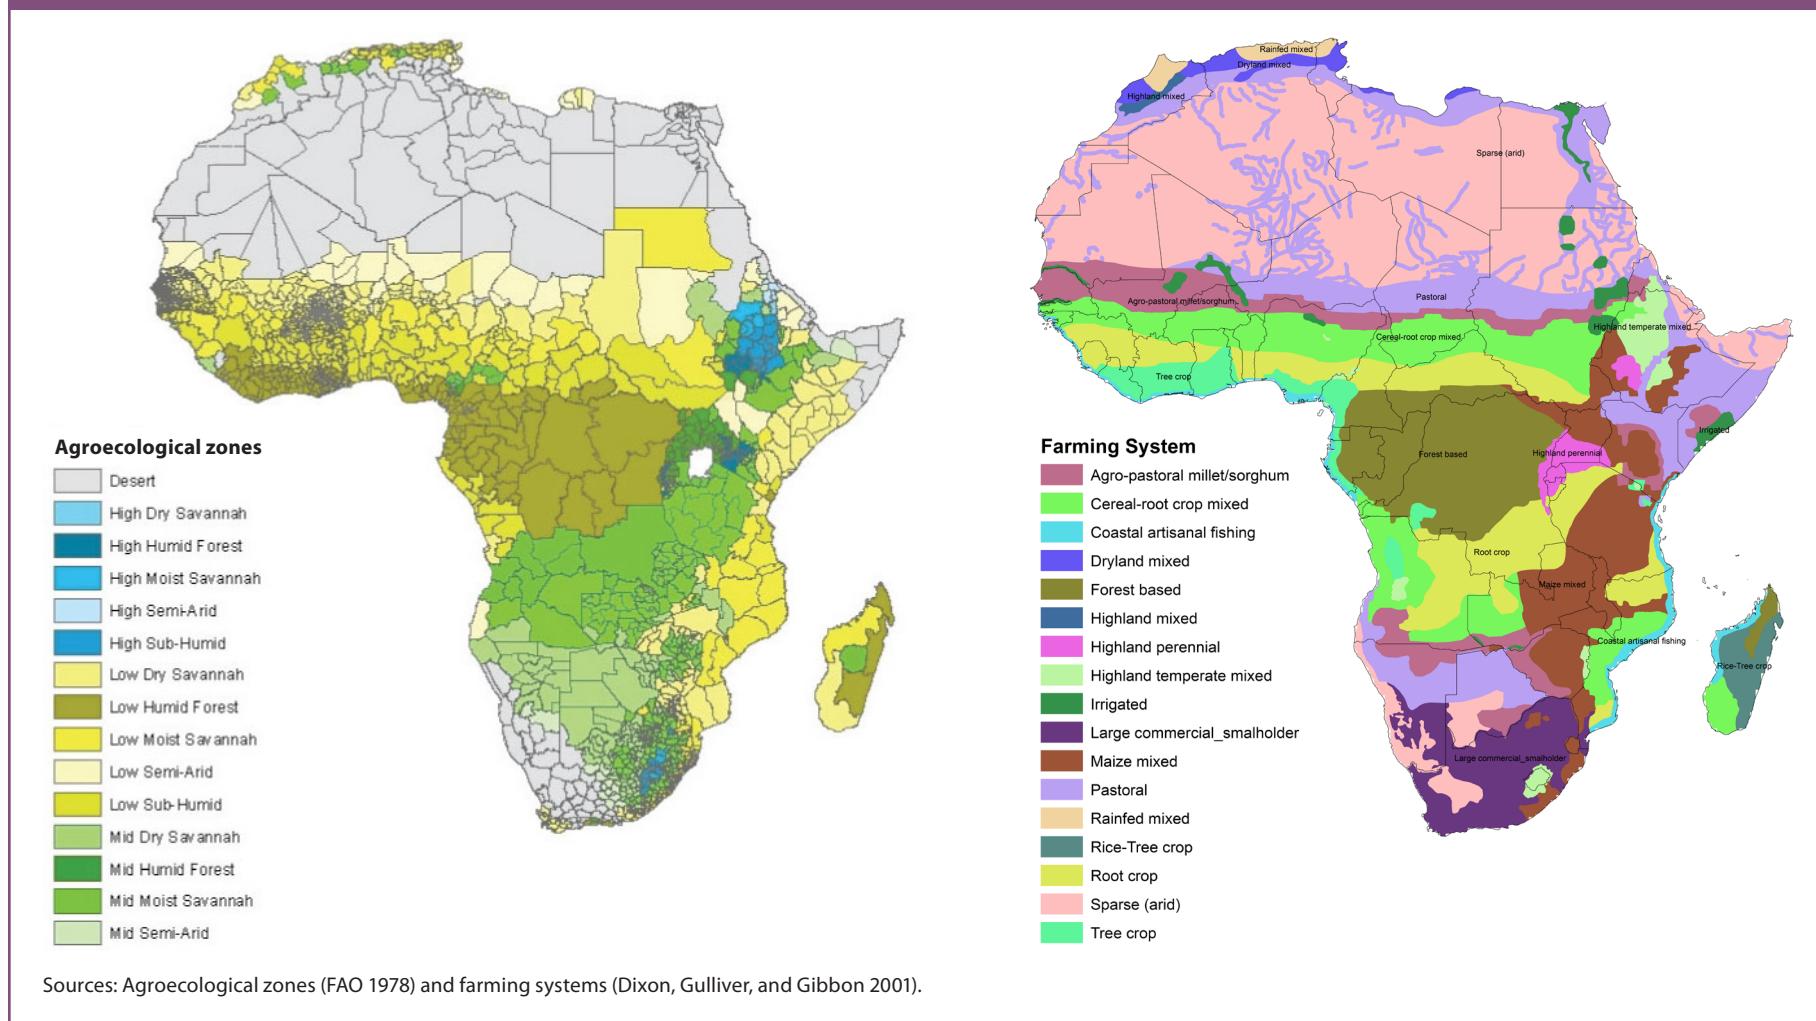 Agroecological zones
Desert
High Dry Savannah
High Humid Forest
High Moist Savannah
High Semi-Arid
High Sub-Humid
Low Dry Savannah
Low Humid Forest
Low Moist Savannah
Low Semi-Arid
Low Sub-Humid
Mid Dry Savannah
Mid Humid Forest
Mid Moist Savannah
Mid Semi-Arid
Rainfed mixed
Dryland mixed
Highland mixed
Sparse (arid)
Pastoral
Agro-pastoral millet/sorghum
Highland temperate mixed
Cereal-root crop mixed
Tree crop
Irrigated
Forest based
Highland perennial
Root crop
Maize mixed
Coastal artisanal fishing
Rice-Tree crop
Large commercial_smalholder
Farming System
Agro-pastoral millet/sorghum
Cereal-root crop mixed
Coastal artisanal fishing
Dryland mixed
Forest based
Highland mixed
Highland perennial
Highland temperate mixed
Irrigated
Large commercial_smalholder
Maize mixed
Pastoral
Rainfed mixed
Rice-Tree crop
Root crop
Sparse (arid)
Tree crop
Sources: Agroecological zones (FAO 1978) and farming systems (Dixon, Gulliver, and Gibbon 2001).